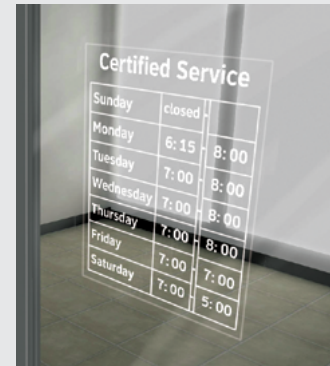 Certified Service
Sunday closed -
Monday 6:15 - 8:00
Tuesday 7:00 - 8:00
Wednesday 7:00 - 8:00
Thursday 7:00 - 8:00
Friday 7:00 - 7:00
Saturday 7:00 - 5:00